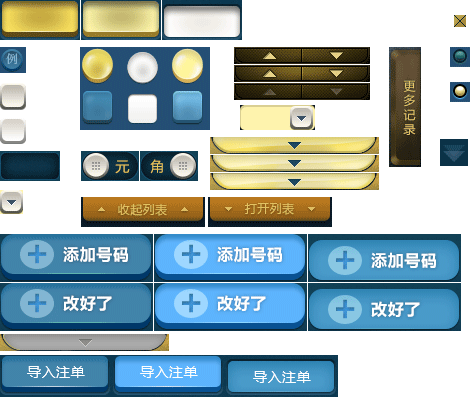 例
更多记录
元
角
收起列表
打开列表
添加号码
添加号码
添加号码
改好了
改好了
改好了
导入注单
导入注单
导入注单